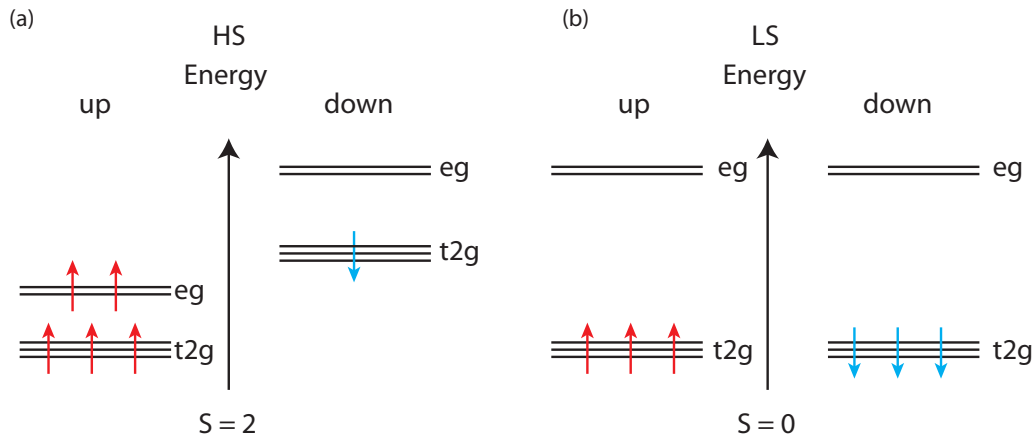 (a)
HS
Energy
up
down
eg
t2g
eg
t2g
S = 2
(b)
LS
Energy
up
down
eg
eg
t2g
t2g
S = 0